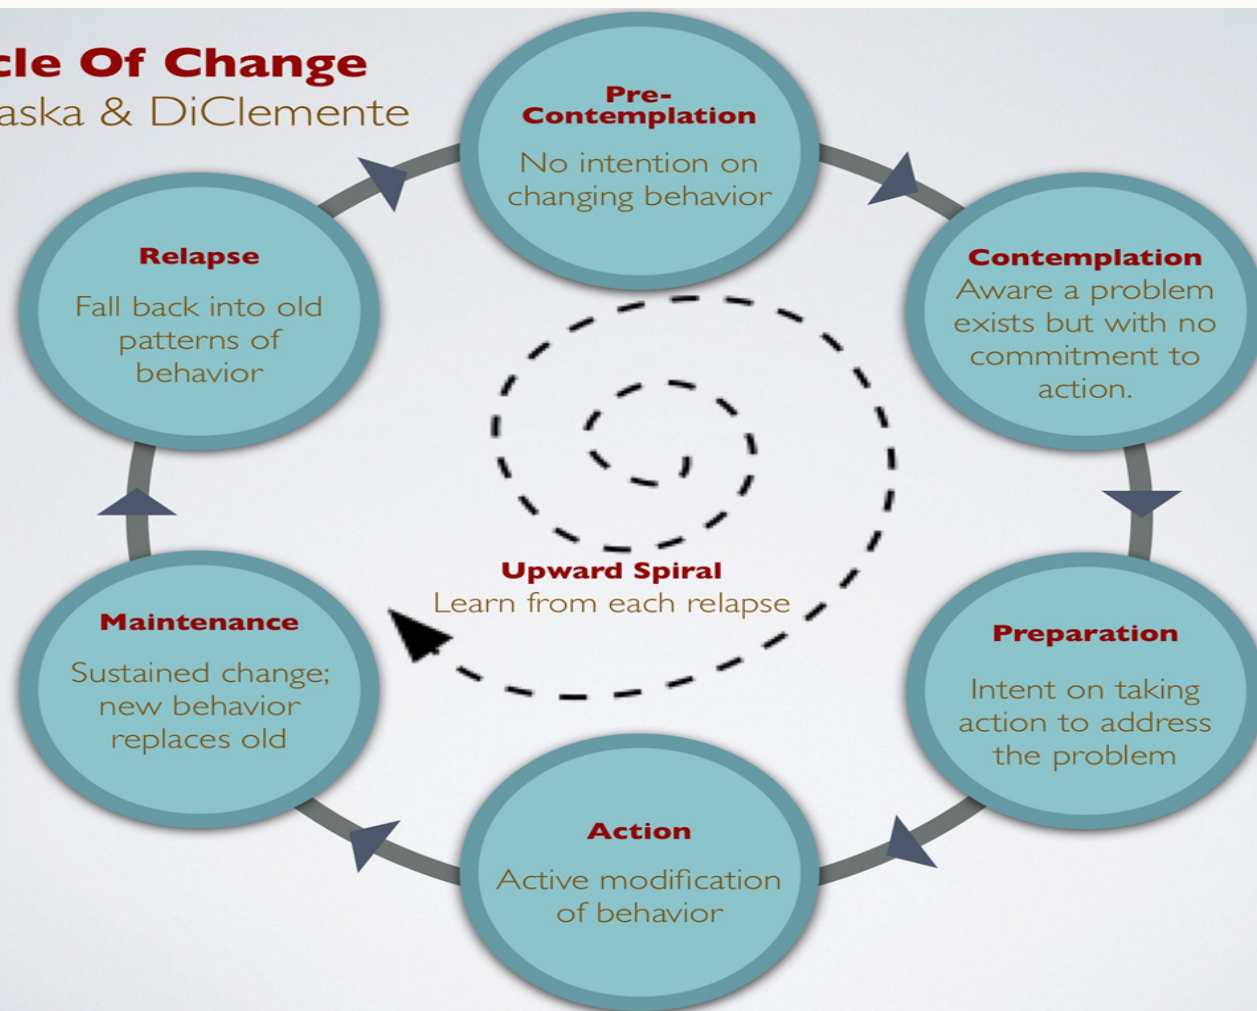 cle Of Change
aska & DiClemente
Pre-
Contemplation
No intention on
changing behavior
Contemplation
Aware a problem
exists but with no
commitment to
action.
Preparation
Intent on taking
action to address
the problem
Action
Active modification
of behavior
Maintenance
Sustained change;
new behavior
replaces old
Relapse
Fall back into old
patterns of
behavior
Upward Spiral
Learn from each relapse